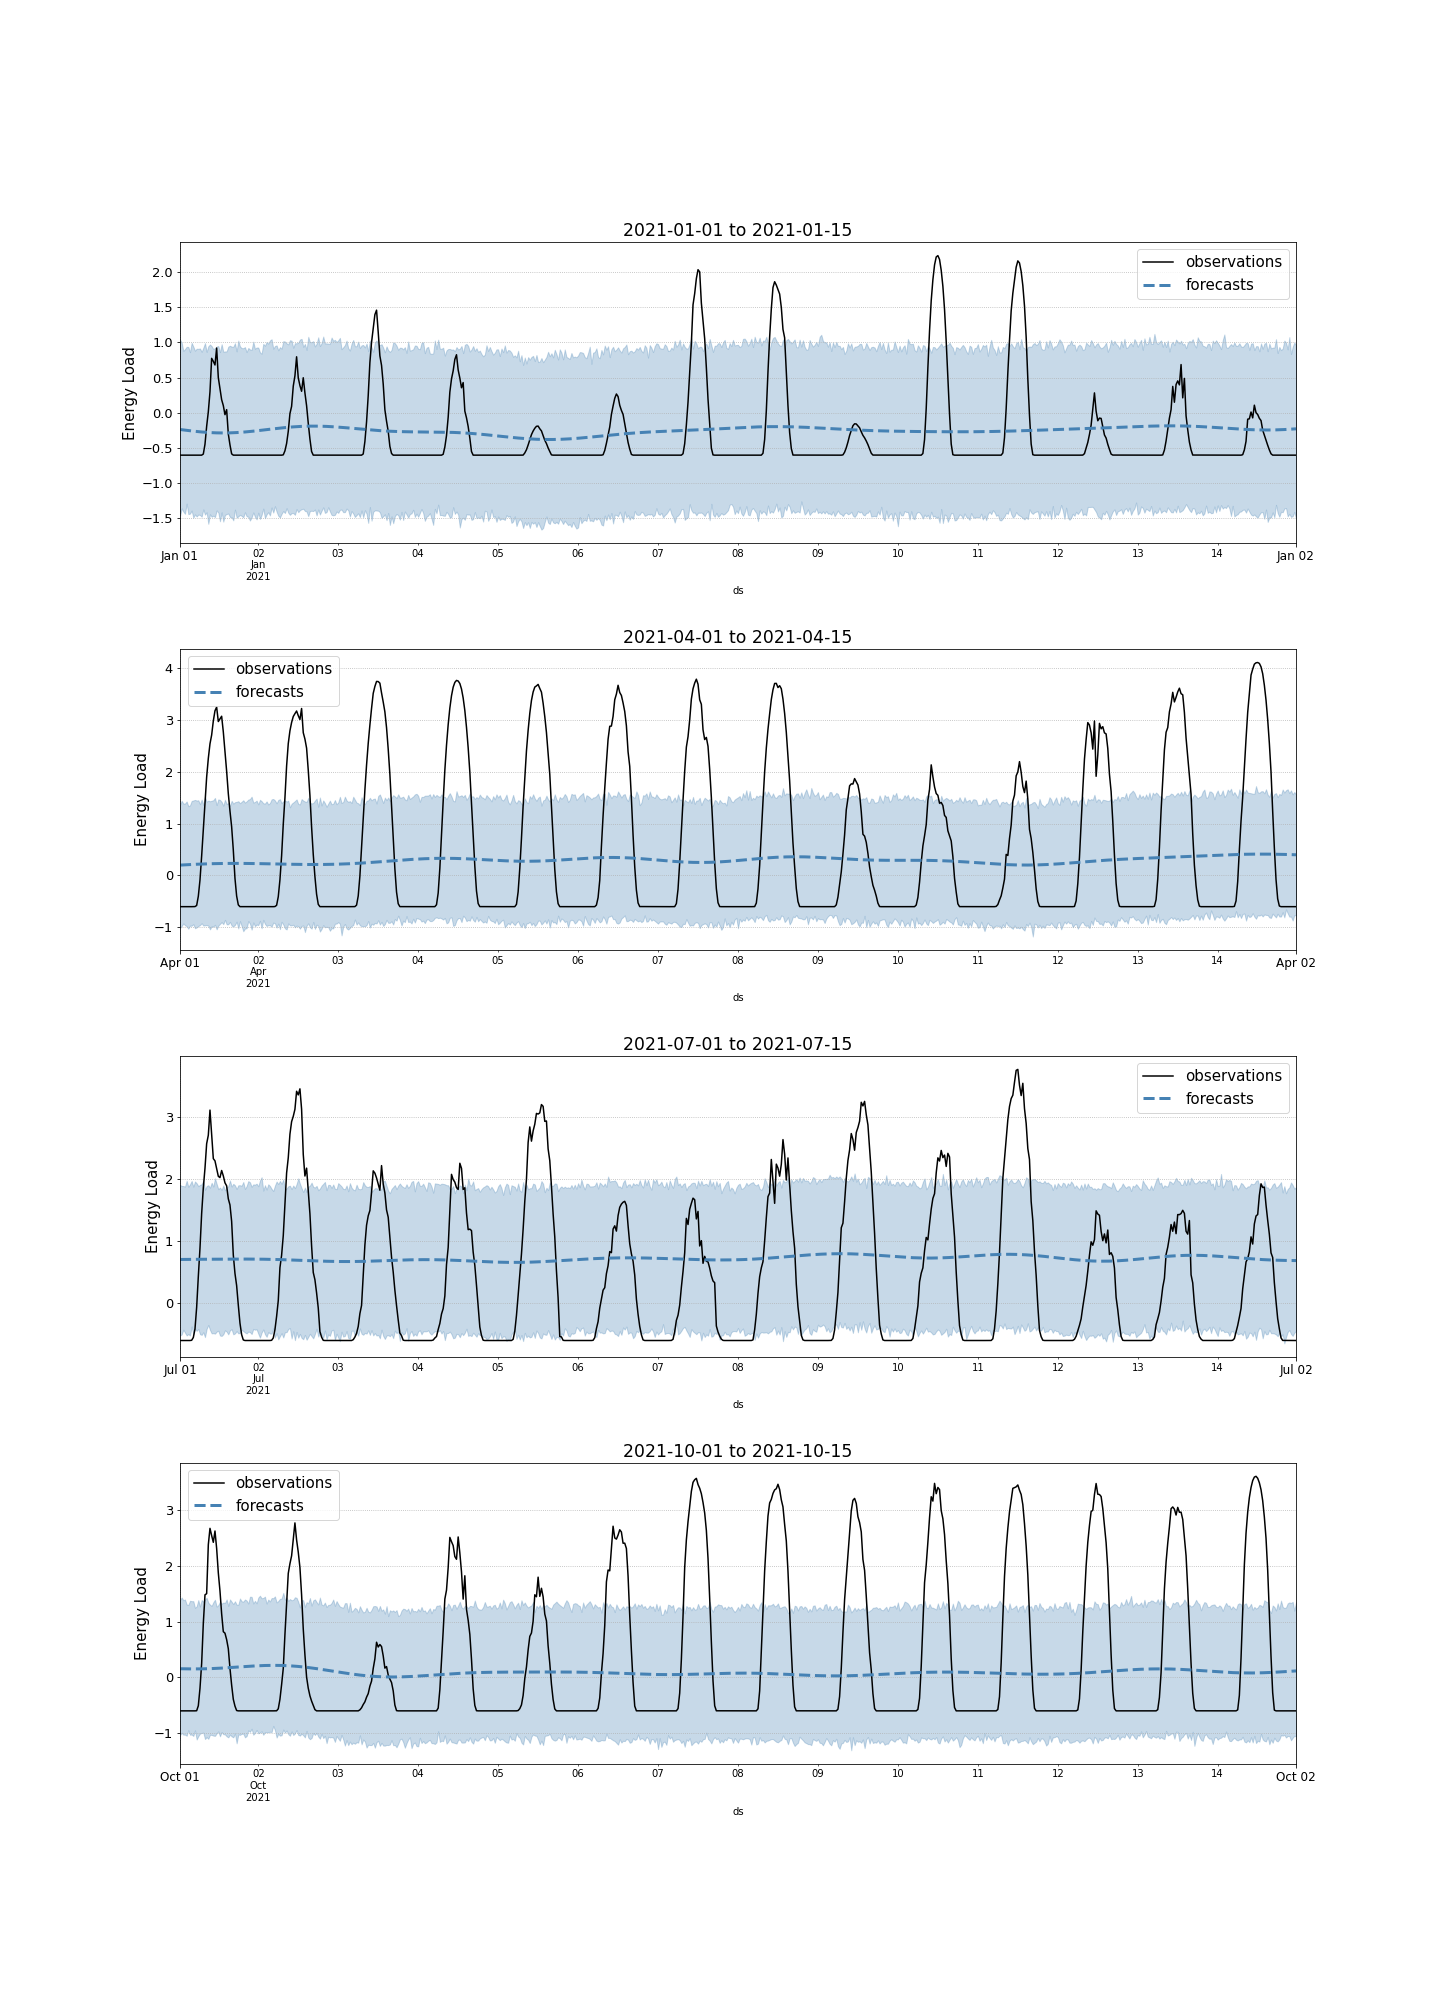 2021-01-01 to 2021-01-15
Energy Load
2.0
1.5
1.0
0.5
0.0
−0.5
−1.0
−1.5
observations
forecasts
Jan 01 02 03 04 05 06 07 08 09 10 11 12 13 14 Jan 02
Jan
2021
ds
2021-04-01 to 2021-04-15
Energy Load
4
3
2
1
0
−1
observations
forecasts
Apr 01 02 03 04 05 06 07 08 09 10 11 12 13 14 Apr 02
Apr
2021
ds
2021-07-01 to 2021-07-15
Energy Load
3
2
1
0
observations
forecasts
Jul 01 02 03 04 05 06 07 08 09 10 11 12 13 14 Jul 02
Jul
2021
ds
2021-10-01 to 2021-10-15
Energy Load
3
2
1
0
−1
observations
forecasts
Oct 01 02 03 04 05 06 07 08 09 10 11 12 13 14 Oct 02
Oct
2021
ds